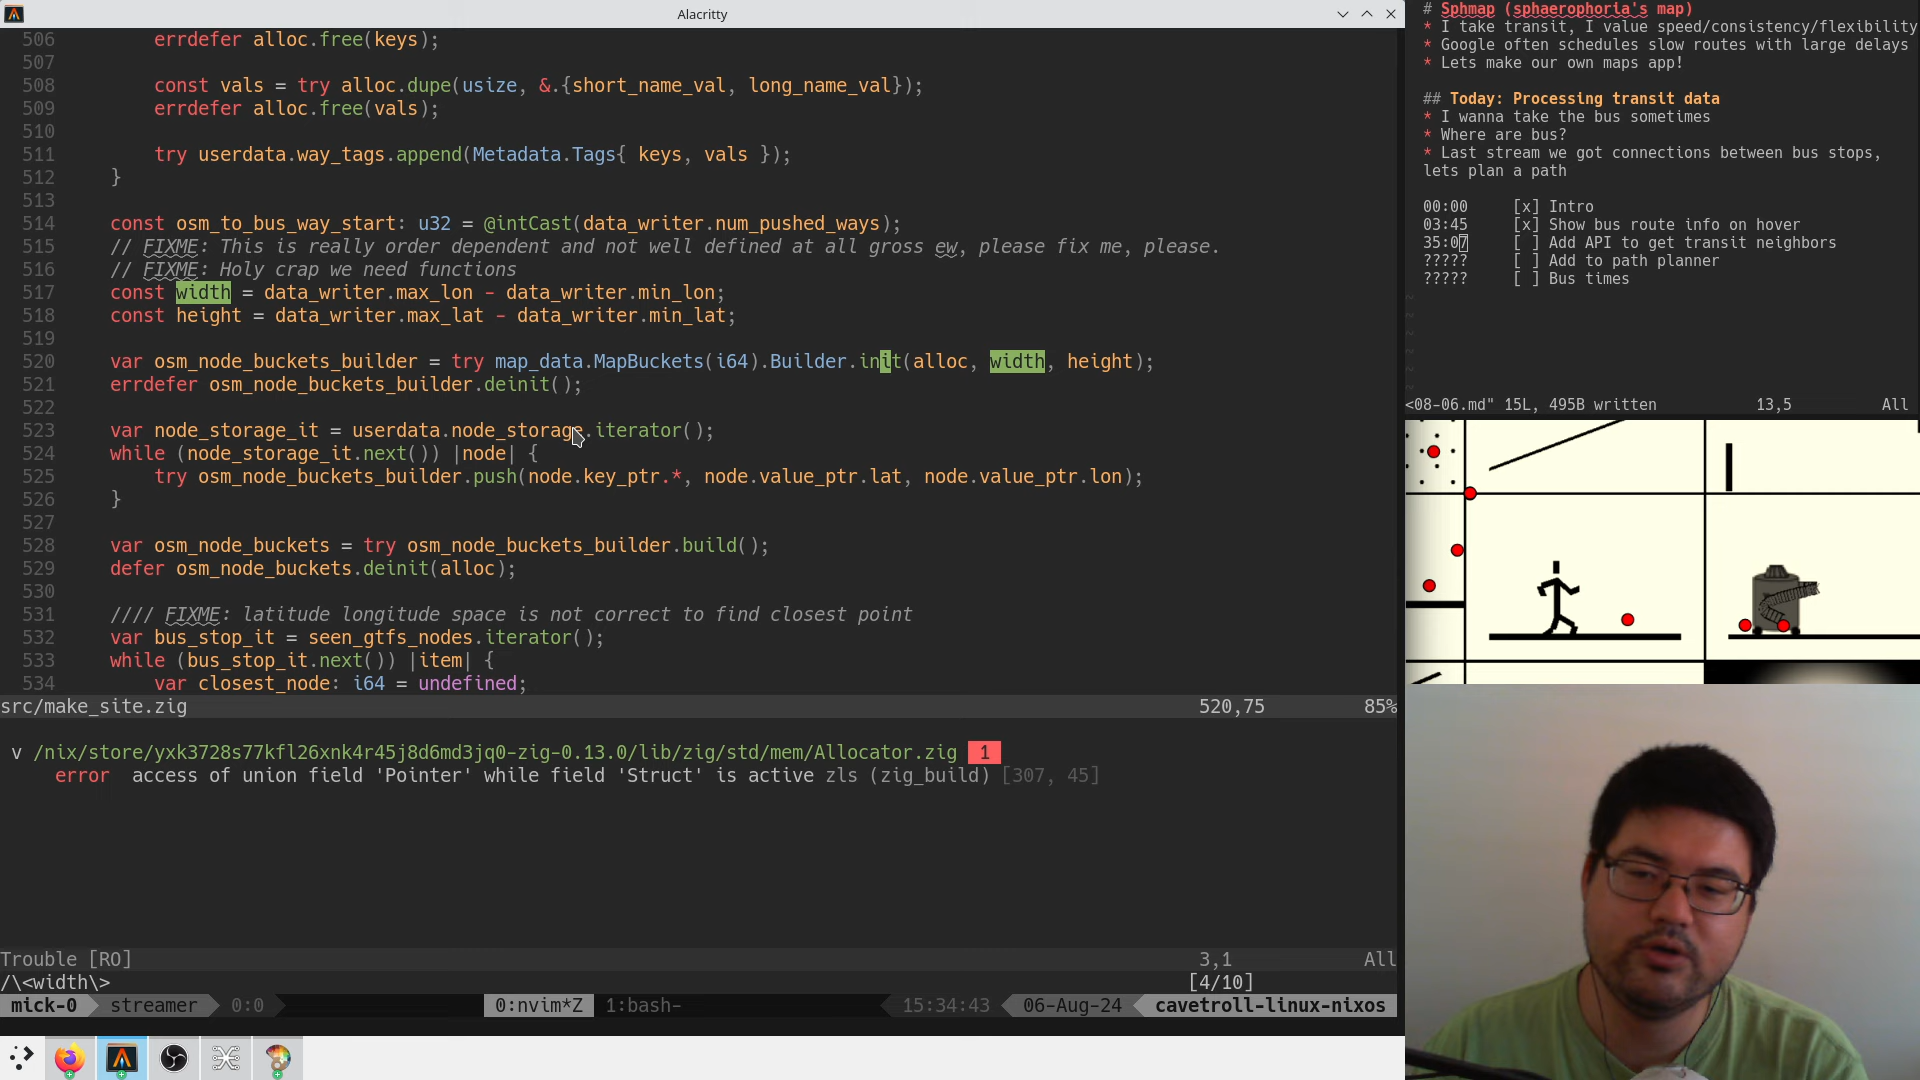 Alacritty
506 errdefer alloc.free(keys);
507
508 const vals = try alloc.dupe(usize, &.{short_name_val, long_name_val});
509 errdefer alloc.free(vals);
510
511 try userdata.way_tags.append(Metadata.Tags{ keys, vals });
512 }
513
514 const osm_to_bus_way_start: u32 = @intCast(data_writer.num_pushed_ways);
515 // FIXME: This is really order dependent and not well defined at all gross ew, please fix me, please.
516 // FIXME: Holy crap we need functions
517 const width = data_writer.max_lon - data_writer.min_lon;
518 const height = data_writer.max_lat - data_writer.min_lat;
519
520 var osm_node_buckets_builder = try map_data.MapBuckets(i64).Builder.init(alloc, width, height);
521 errdefer osm_node_buckets_builder.deinit();
522
523 var node_storage_it = userdata.node_storage.iterator();
524 while (node_storage_it.next()) |node| {
525 try osm_node_buckets_builder.push(node.key_ptr.*, node.value_ptr.lat, node.value_ptr.lon);
526 }
527
528 var osm_node_buckets = try osm_node_buckets_builder.build();
529 defer osm_node_buckets.deinit(alloc);
530
531 //// FIXME: latitude longitude space is not correct to find closest point
532 var bus_stop_it = seen_gtfs_nodes.iterator();
533 while (bus_stop_it.next()) |item| {
534 var closest_node: i64 = undefined;
src/make_site.zig 520,75 85%
v /nix/store/yxk3728s77kfl26xnk4r45j8d6md3jq0-zig-0.13.0/lib/zig/std/mem/Allocator.zig 1
error access of union field 'Pointer' while field 'Struct' is active zls (zig_build) [307, 45]
Trouble [RO] 3,1 All
/\<width\> [4/10]
mick-0 streamer 0:0 0:nvim*Z 1:bash- 15:34:43 06-Aug-24 cavetroll-linux-nixos
# Sphmap (sphaerophoria's map)
* I take transit, I value speed/consistency/flexibility
* Google often schedules slow routes with large delays
* Lets make our own maps app!
## Today: Processing transit data
* I wanna take the bus sometimes
* Where are bus?
* Last stream we got connections between bus stops,
lets plan a path
00:00 [x] Intro
03:45 [x] Show bus route info on hover
35:07 [ ] Add API to get transit neighbors
????? [ ] Add to path planner
????? [ ] Bus times
~
~
~
~
~
~
<08-06.md" 15L, 495B written 13,5 All